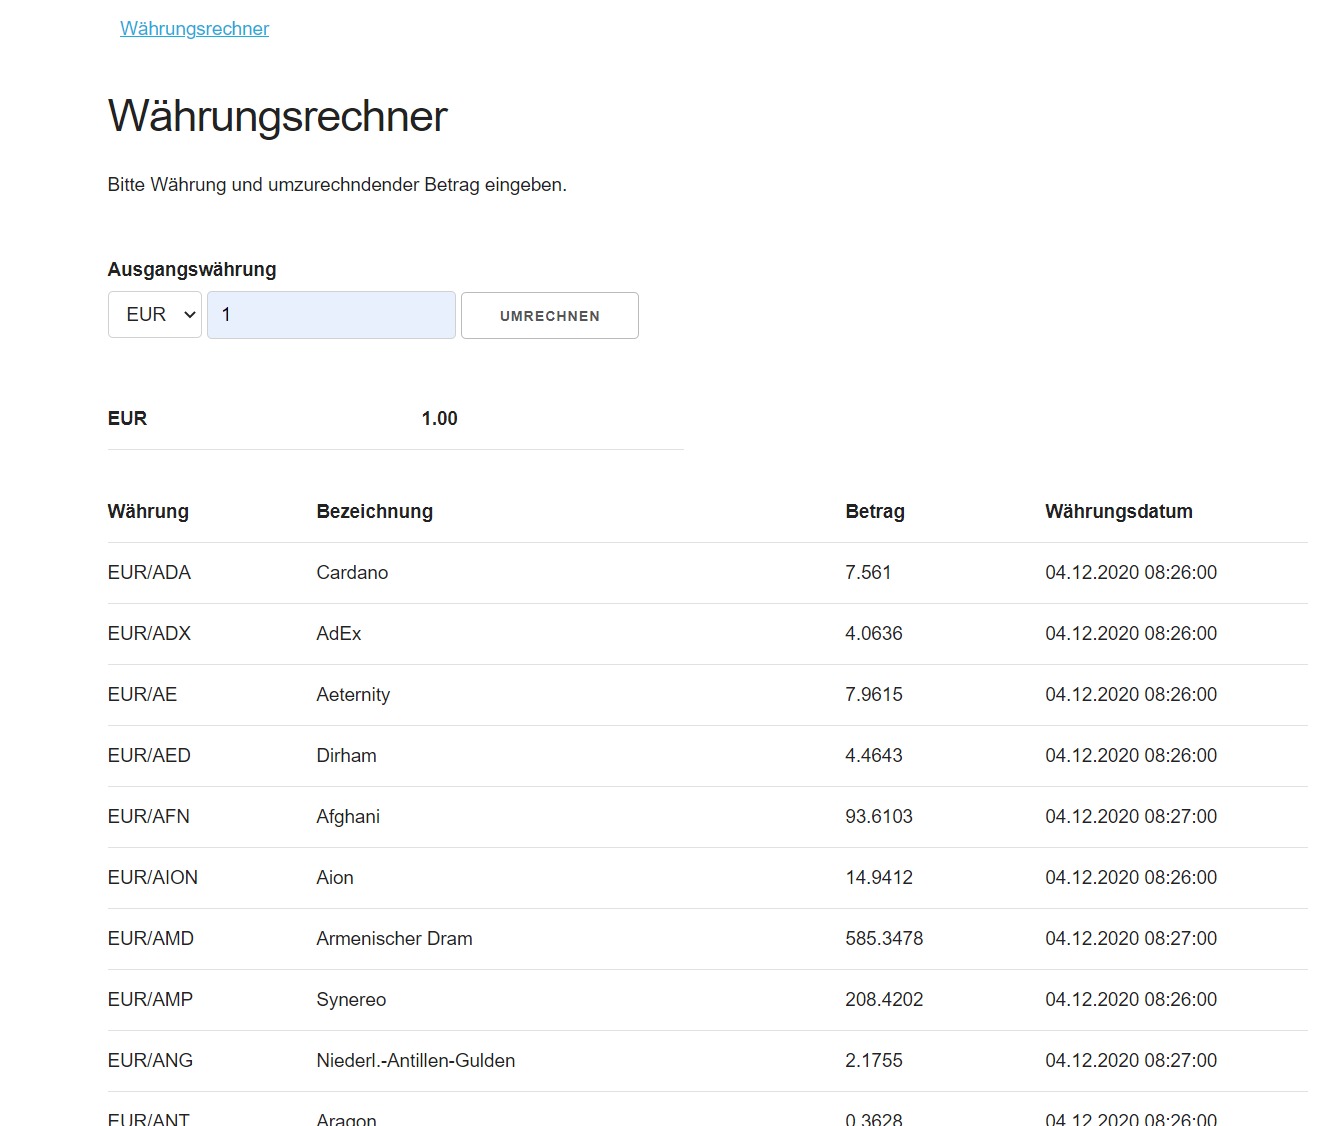 Währungsrechner
Währungsrechner
Bitte Währung und umzurechndender Betrag eingeben.
Ausgangswährung
EUR 1 UMRECHNEN
EUR 1.00
Währung Bezeichnung Betrag Währungsdatum
EUR/ADA Cardano 7.561 04.12.2020 08:26:00
EUR/ADX AdEx 4.0636 04.12.2020 08:26:00
EUR/AE Aeternity 7.9615 04.12.2020 08:26:00
EUR/AED Dirham 4.4643 04.12.2020 08:26:00
EUR/AFN Afghani 93.6103 04.12.2020 08:27:00
EUR/AION Aion 14.9412 04.12.2020 08:26:00
EUR/AMD Armenischer Dram 585.3478 04.12.2020 08:27:00
EUR/AMP Synereo 208.4202 04.12.2020 08:26:00
EUR/ANG Niederl.-Antillen-Gulden 2.1755 04.12.2020 08:27:00
EUR/ANT Aragon 0.3628 04.12.2020 08:26:00